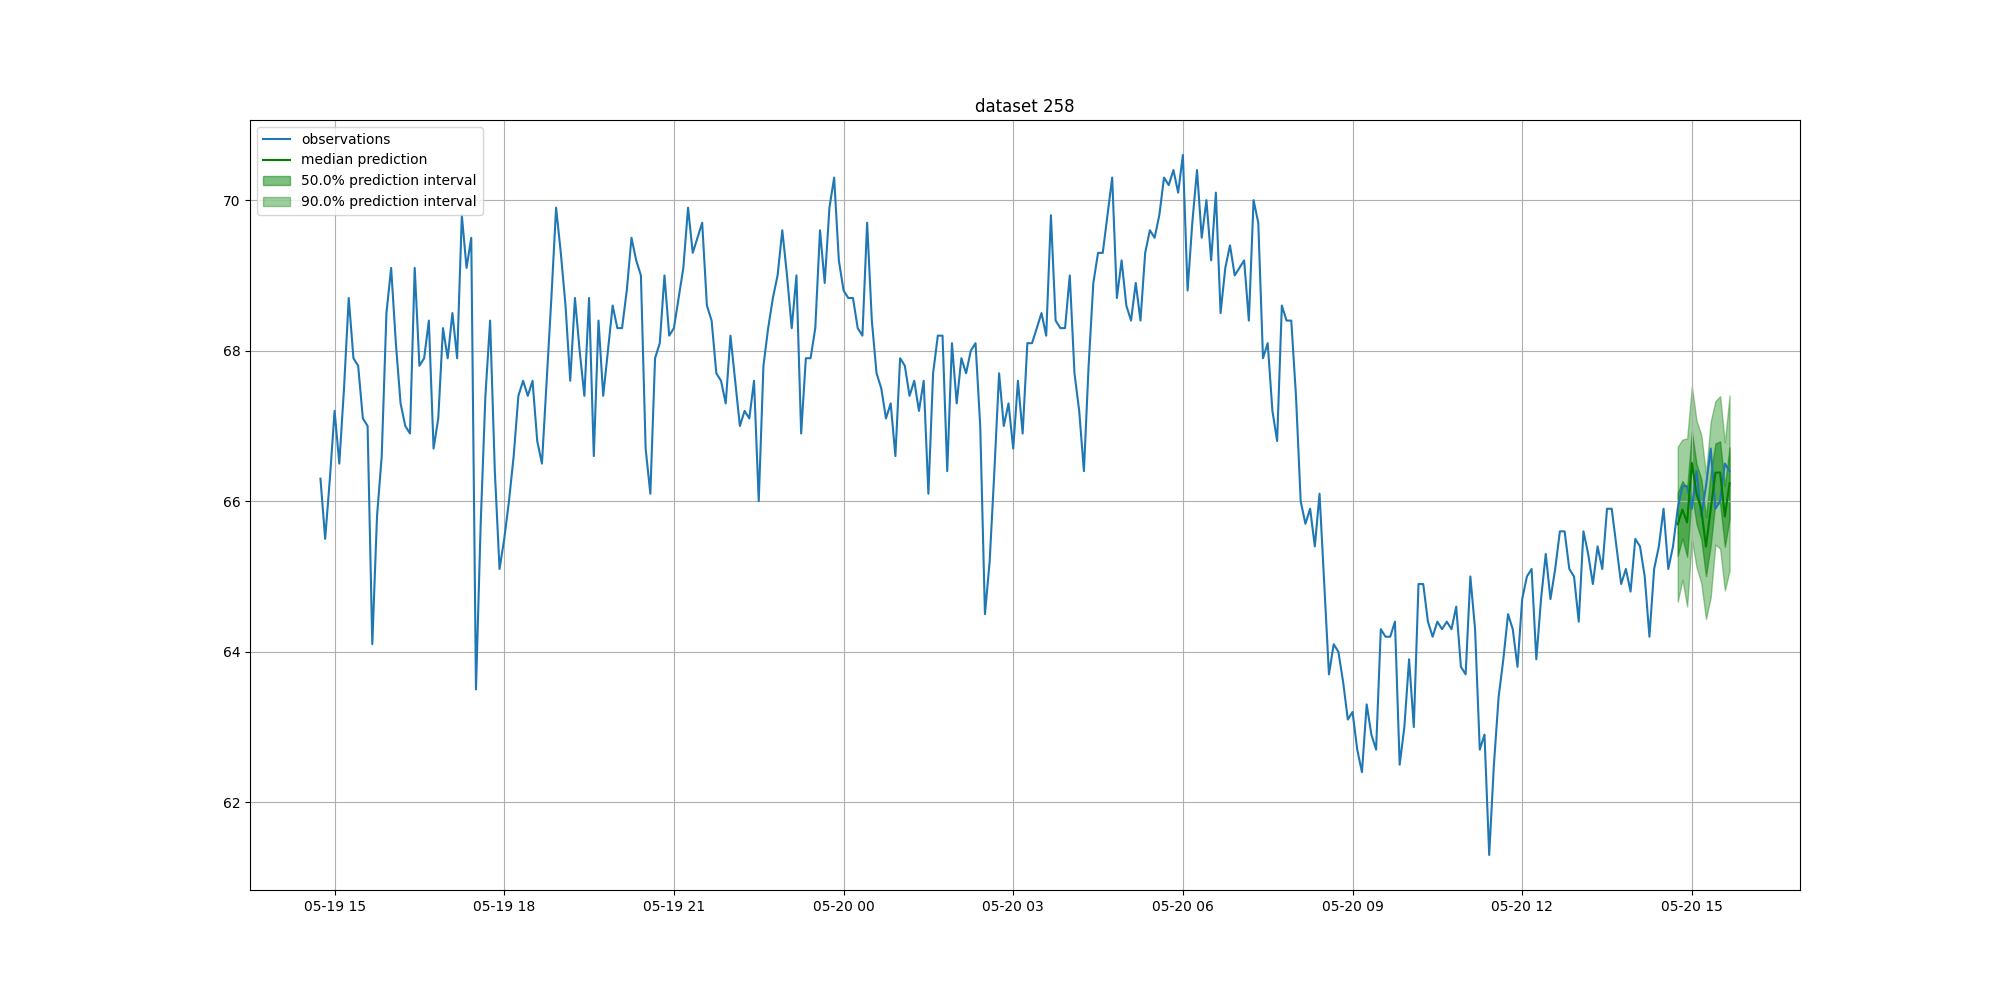 dataset 258
observations
median prediction
50.0% prediction interval
90.0% prediction interval
70
68
66
64
62
05-19 15
05-19 18
05-19 21
05-20 00
05-20 03
05-20 06
05-20 09
05-20 12
05-20 15